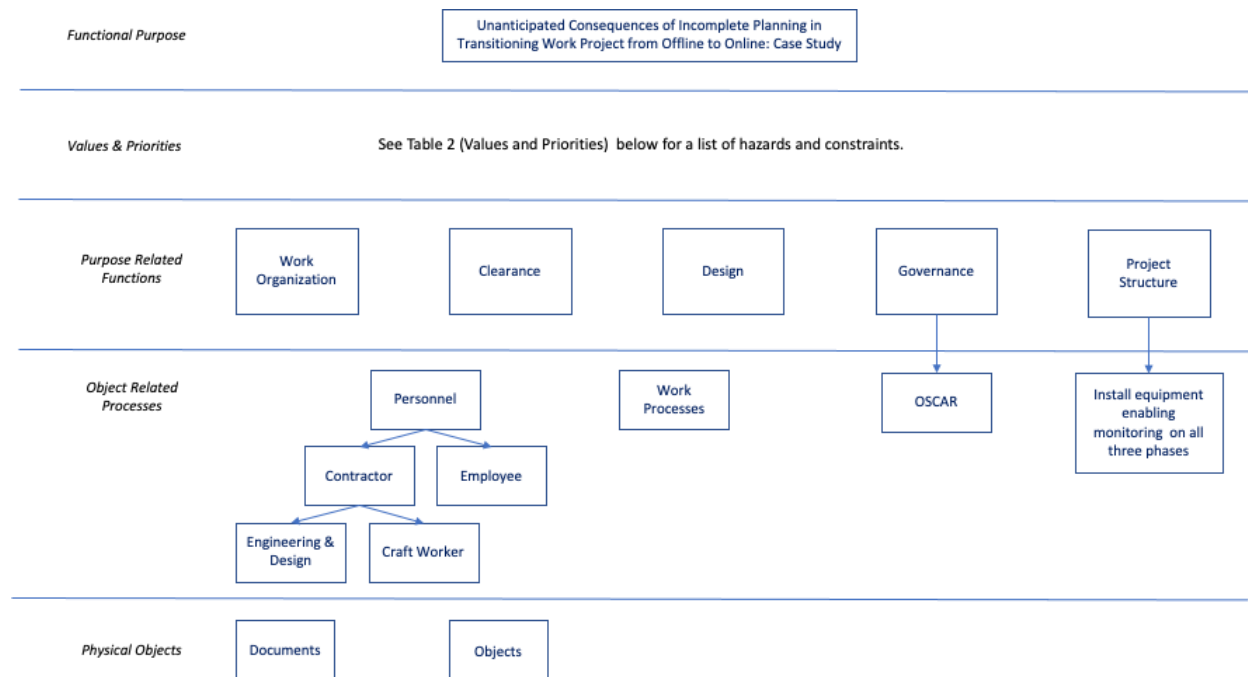 Functional Purpose
Unanticipated Consequences of Incomplete Planning in
Transitioning Work Project from Offline to Online: Case Study
Values & Priorities
See Table 2 (Values and Priorities) below for a list of hazards and constraints.
Purpose Related
Functions
Work
Organization
Clearance
Design
Governance
Project
Structure
Object Related
Processes
Personnel
Work
Processes
OSCAR
Install equipment
enabling
monitoring on all
three phases
Contractor
Employee
Engineering &
Design
Craft Worker
Physical Objects
Documents
Objects